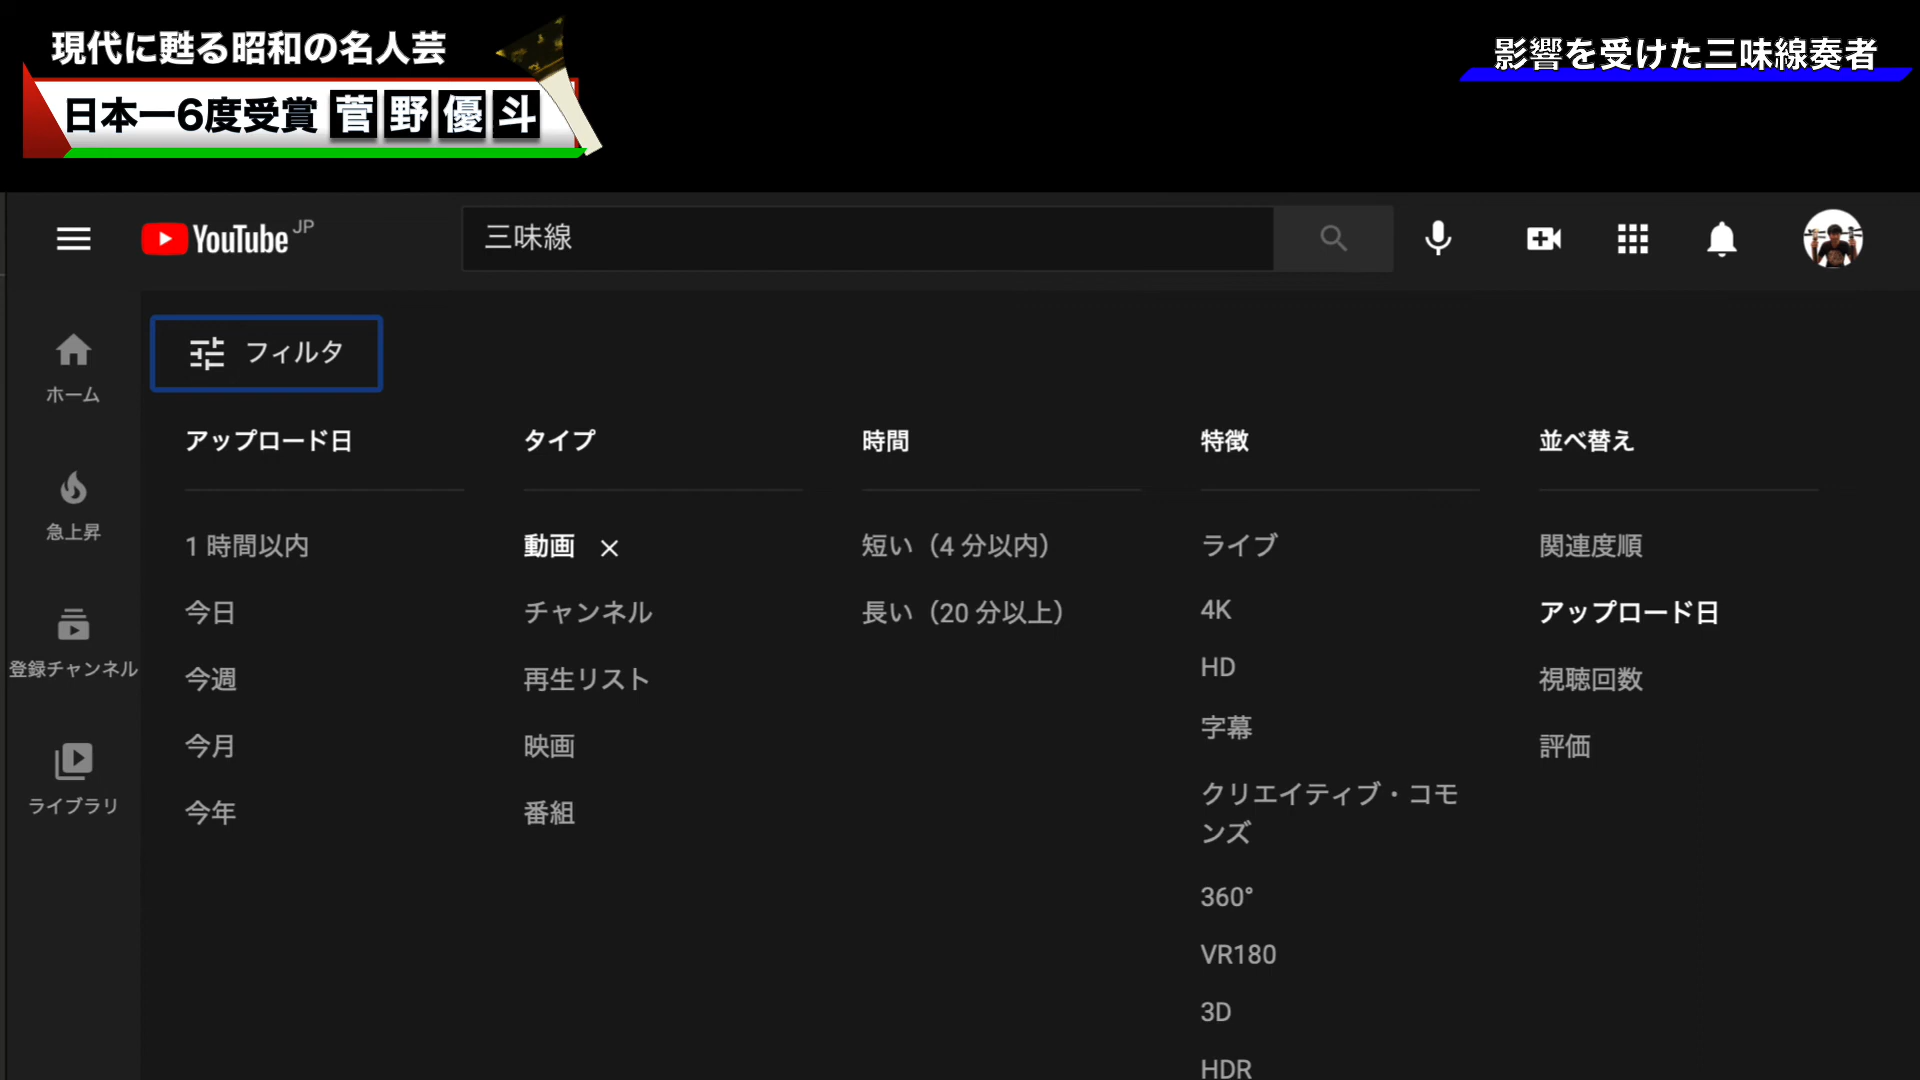 現代に甦る昭和の名人芸
日本一6度受賞 菅野優斗
影響を受けた三味線奏者
YouTube JP
三味線
ホーム
急上昇
登録チャンネル
ライブラリ
フィルタ
アップロード日
1 時間以内
今日
今週
今月
今年
タイプ
動画 ×
チャンネル
再生リスト
映画
番組
時間
短い（4 分以内）
長い（20 分以上）
特徴
ライブ
4K
HD
字幕
クリエイティブ・コモ
ンズ
360°
VR180
3D
HDR
並べ替え
関連度順
アップロード日
視聴回数
評価